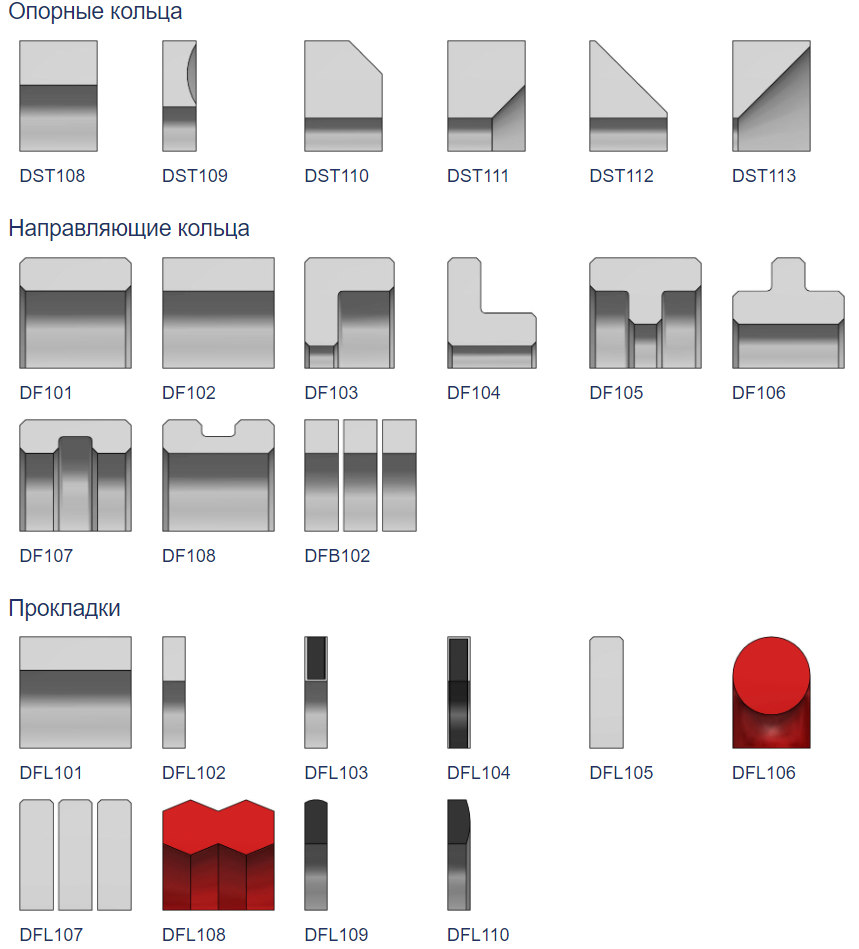 Опорные кольца
DST108 DST109 DST110 DST111 DST112 DST113
Направляющие кольца
DF101 DF102 DF103 DF104 DF105 DF106
DF107 DF108 DFB102
Прокладки
DFL101 DFL102 DFL103 DFL104 DFL105 DFL106
DFL107 DFL108 DFL109 DFL110